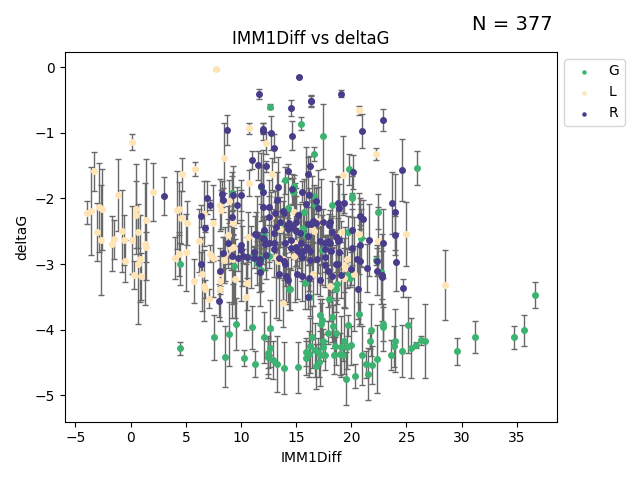 N = 377
IMM1Diff vs deltaG
G
L
R
0
−1
−2
−3
−4
−5
deltaG
−5 0 5 10 15 20 25 30 35
IMM1Diff